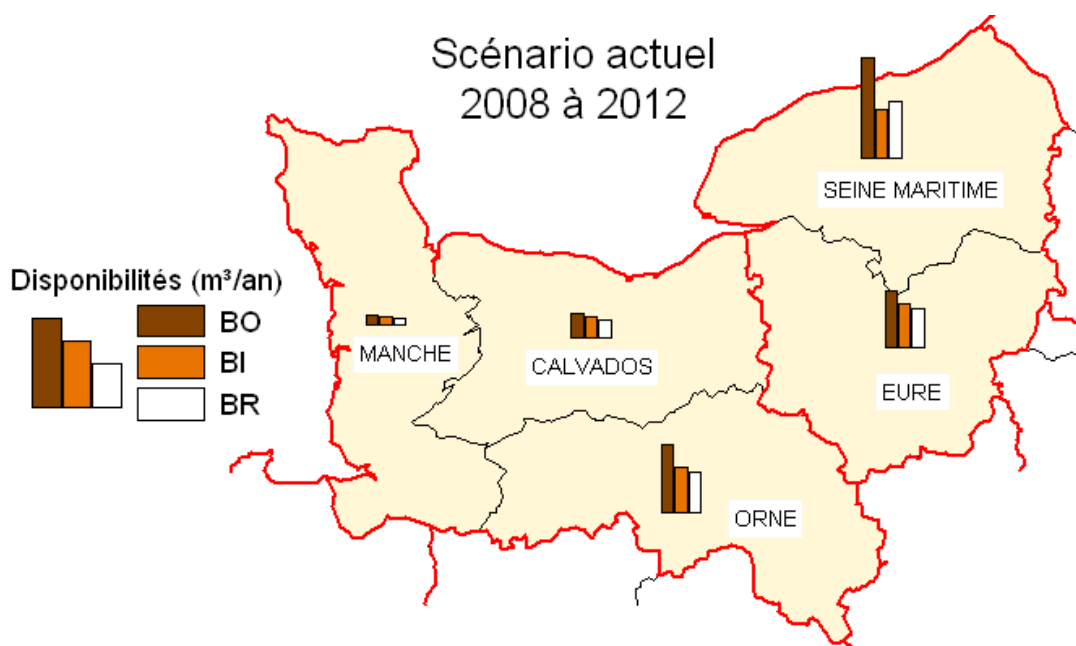 Scénario actuel
2008 à 2012
SEINE MARITIME
Disponibilités (m³/an)
BO
BI
BR
MANCHE
CALVADOS
EURE
ORNE